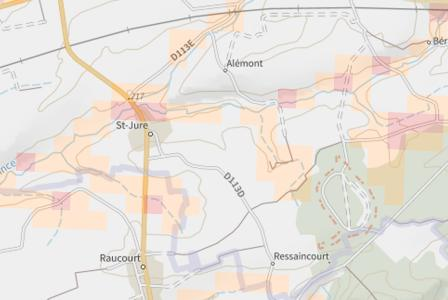 D113E
Alémont
Bér
217
St-Jure
nce
D113D
Raucourt
Ressaincourt